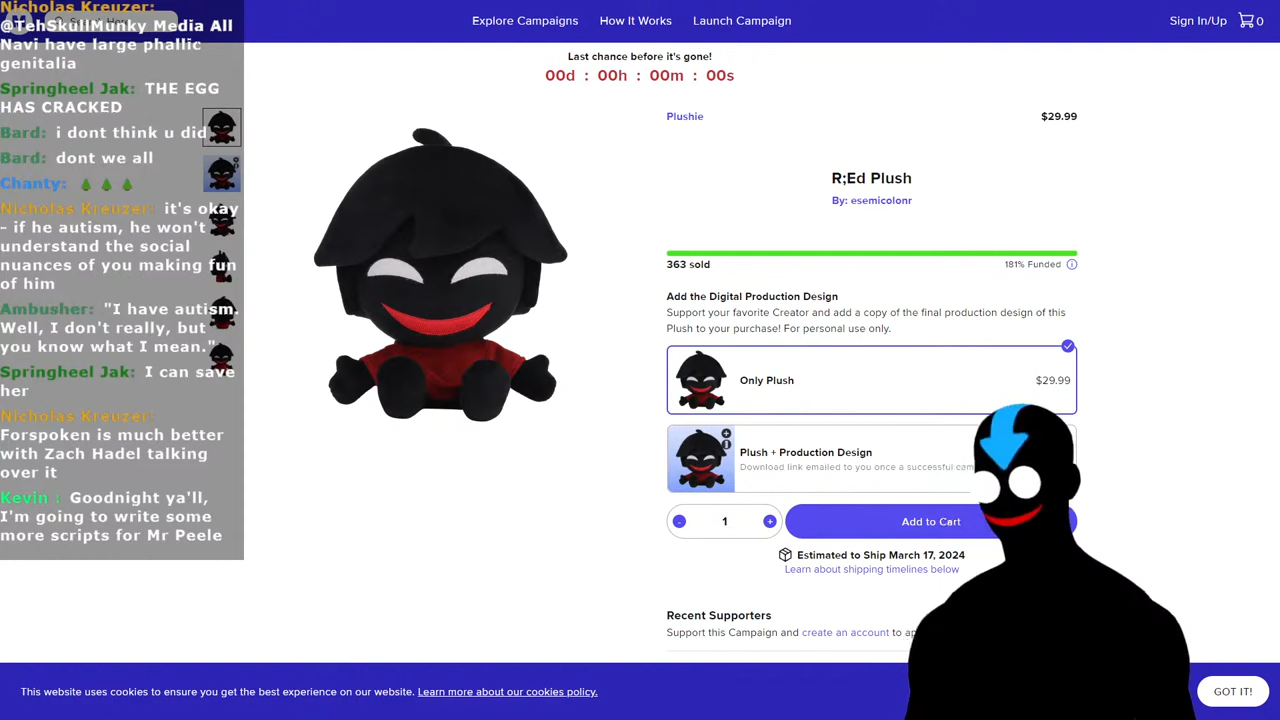 Nicholas Kreuzer:
@TehSkullMunky Media All
Navi have large phallic
genitalia
Springheel Jak: THE EGG
HAS CRACKED
Bard: i dont think u did
Bard: dont we all
Chanty:
Nicholas Kreuzer: it's okay
- if he autism, he won't
understand the social
nuances of you making fun
of him
Ambusher: "I have autism.
Well, I don't really, but
you know what I mean."
Springheel Jak: I can save
her
Nicholas Kreuzer:
Forspoken is much better
with Zach Hadel talking
over it
Kevin : Goodnight ya'll,
I'm going to write some
more scripts for Mr Peele
Explore Campaigns How It Works Launch Campaign
Sign In/Up 0
Last chance before it's gone!
00d : 00h : 00m : 00s
Plushie $29.99
R;Ed Plush
By: esemicolonr
363 sold 181% Funded
Add the Digital Production Design
Support your favorite Creator and add a copy of the final production design of this
Plush to your purchase! For personal use only.
Only Plush $29.99
Plush + Production Design
Download link emailed to you once a successful
- 1 + Add to Cart
Estimated to Ship March 17, 2024
Learn about shipping timelines below
Recent Supporters
Support this Campaign and create an account to
This website uses cookies to ensure you get the best experience on our website. Learn more about our cookies policy.
GOT IT!